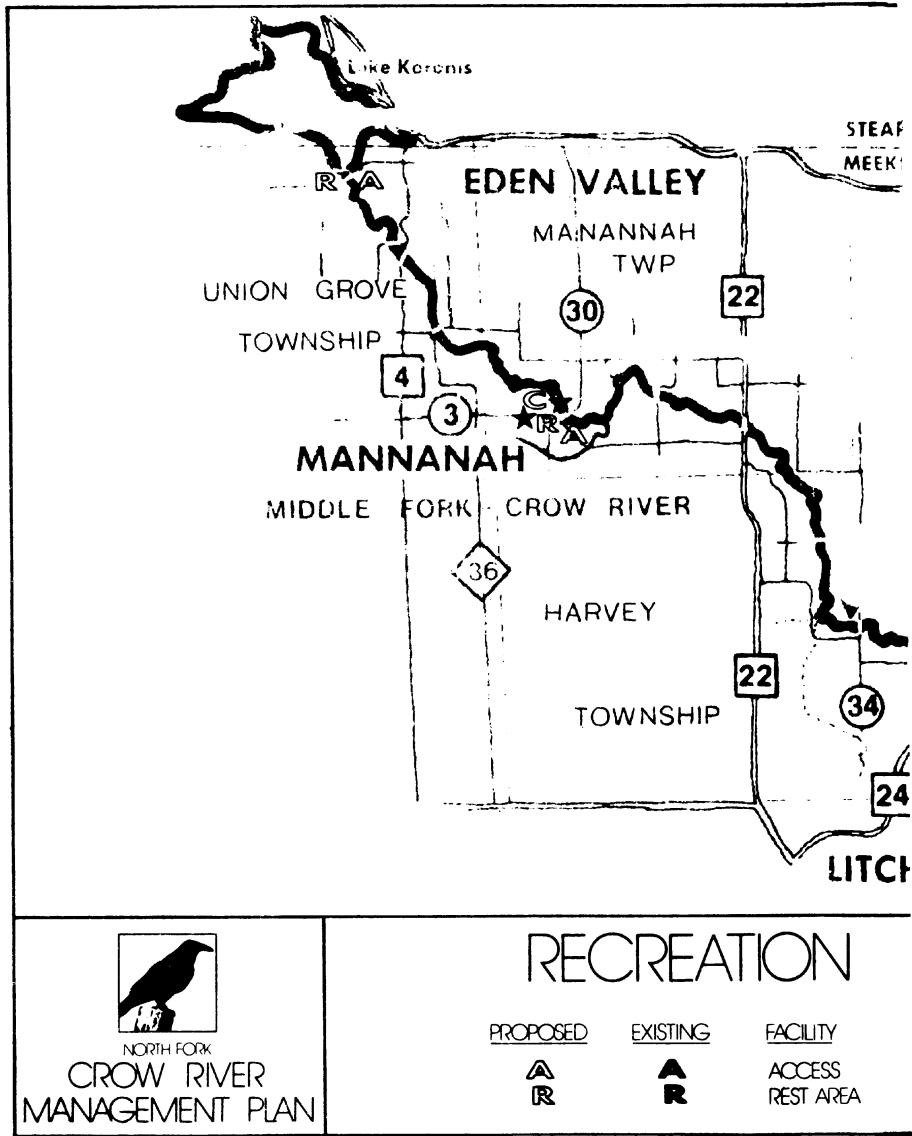 Lake Koronis
STEAR
MEEK
R A
EDEN VALLEY
MANANNAH
TWP
UNION GROVE
22
30
TOWNSHIP
4
C
3
R
A
MANNANAH
MIDDLE FORK CROW RIVER
36
HARVEY
22
TOWNSHIP
34
24
LITCH
NORTH FORK
CROW RIVER
MANAGEMENT PLAN
RECREATION
PROPOSED EXISTING FACILITY
A A ACCESS
R R REST AREA